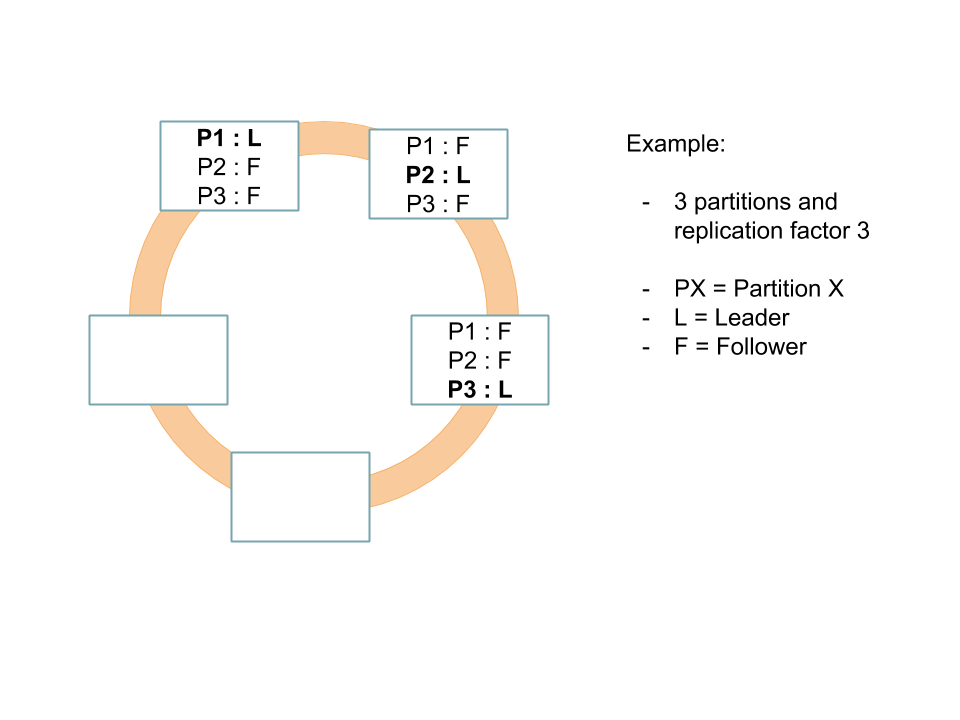 P1 : L
P2 : F
P3 : F
P1 : F
P2 : L
P3 : F
P1 : F
P2 : F
P3 : L
Example:
- 3 partitions and
replication factor 3
- PX = Partition X
- L = Leader
- F = Follower